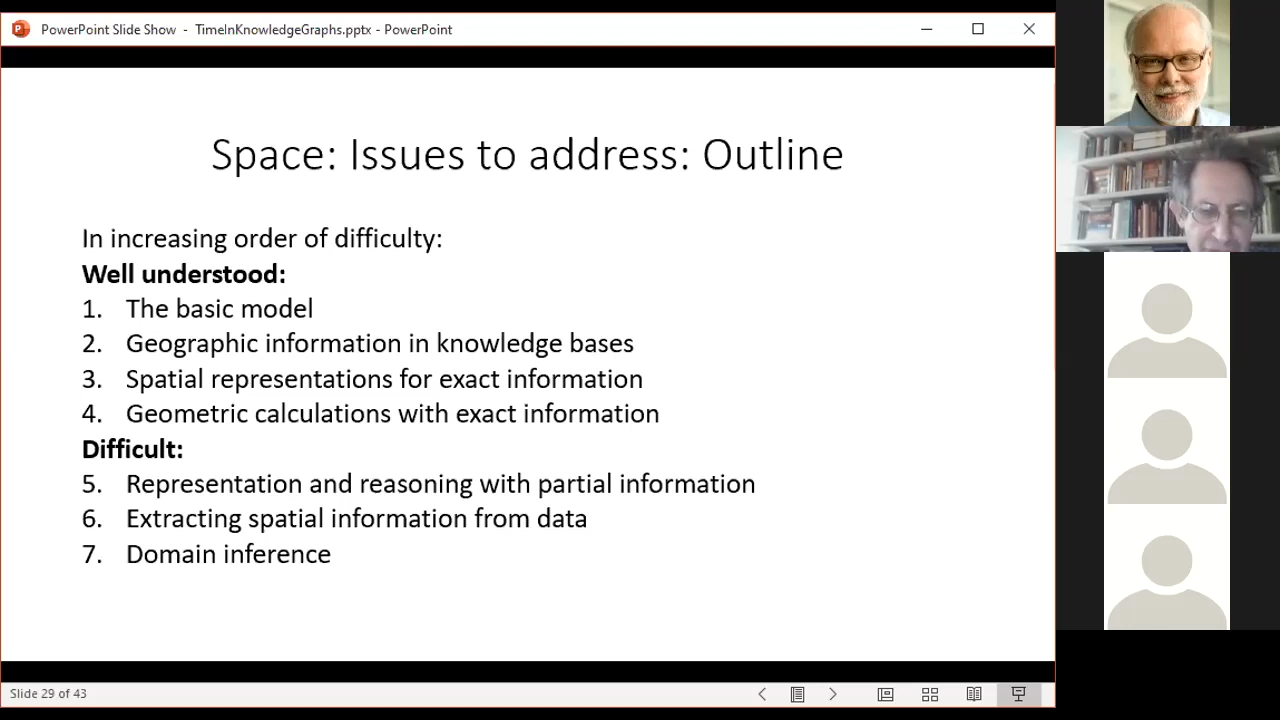 PowerPoint Slide Show - TimeInKnowledgeGraphs.pptx - PowerPoint
Space: Issues to address: Outline
In increasing order of difficulty:
Well understood:
1. The basic model
2. Geographic information in knowledge bases
3. Spatial representations for exact information
4. Geometric calculations with exact information
Difficult:
5. Representation and reasoning with partial information
6. Extracting spatial information from data
7. Domain inference
Slide 29 of 43